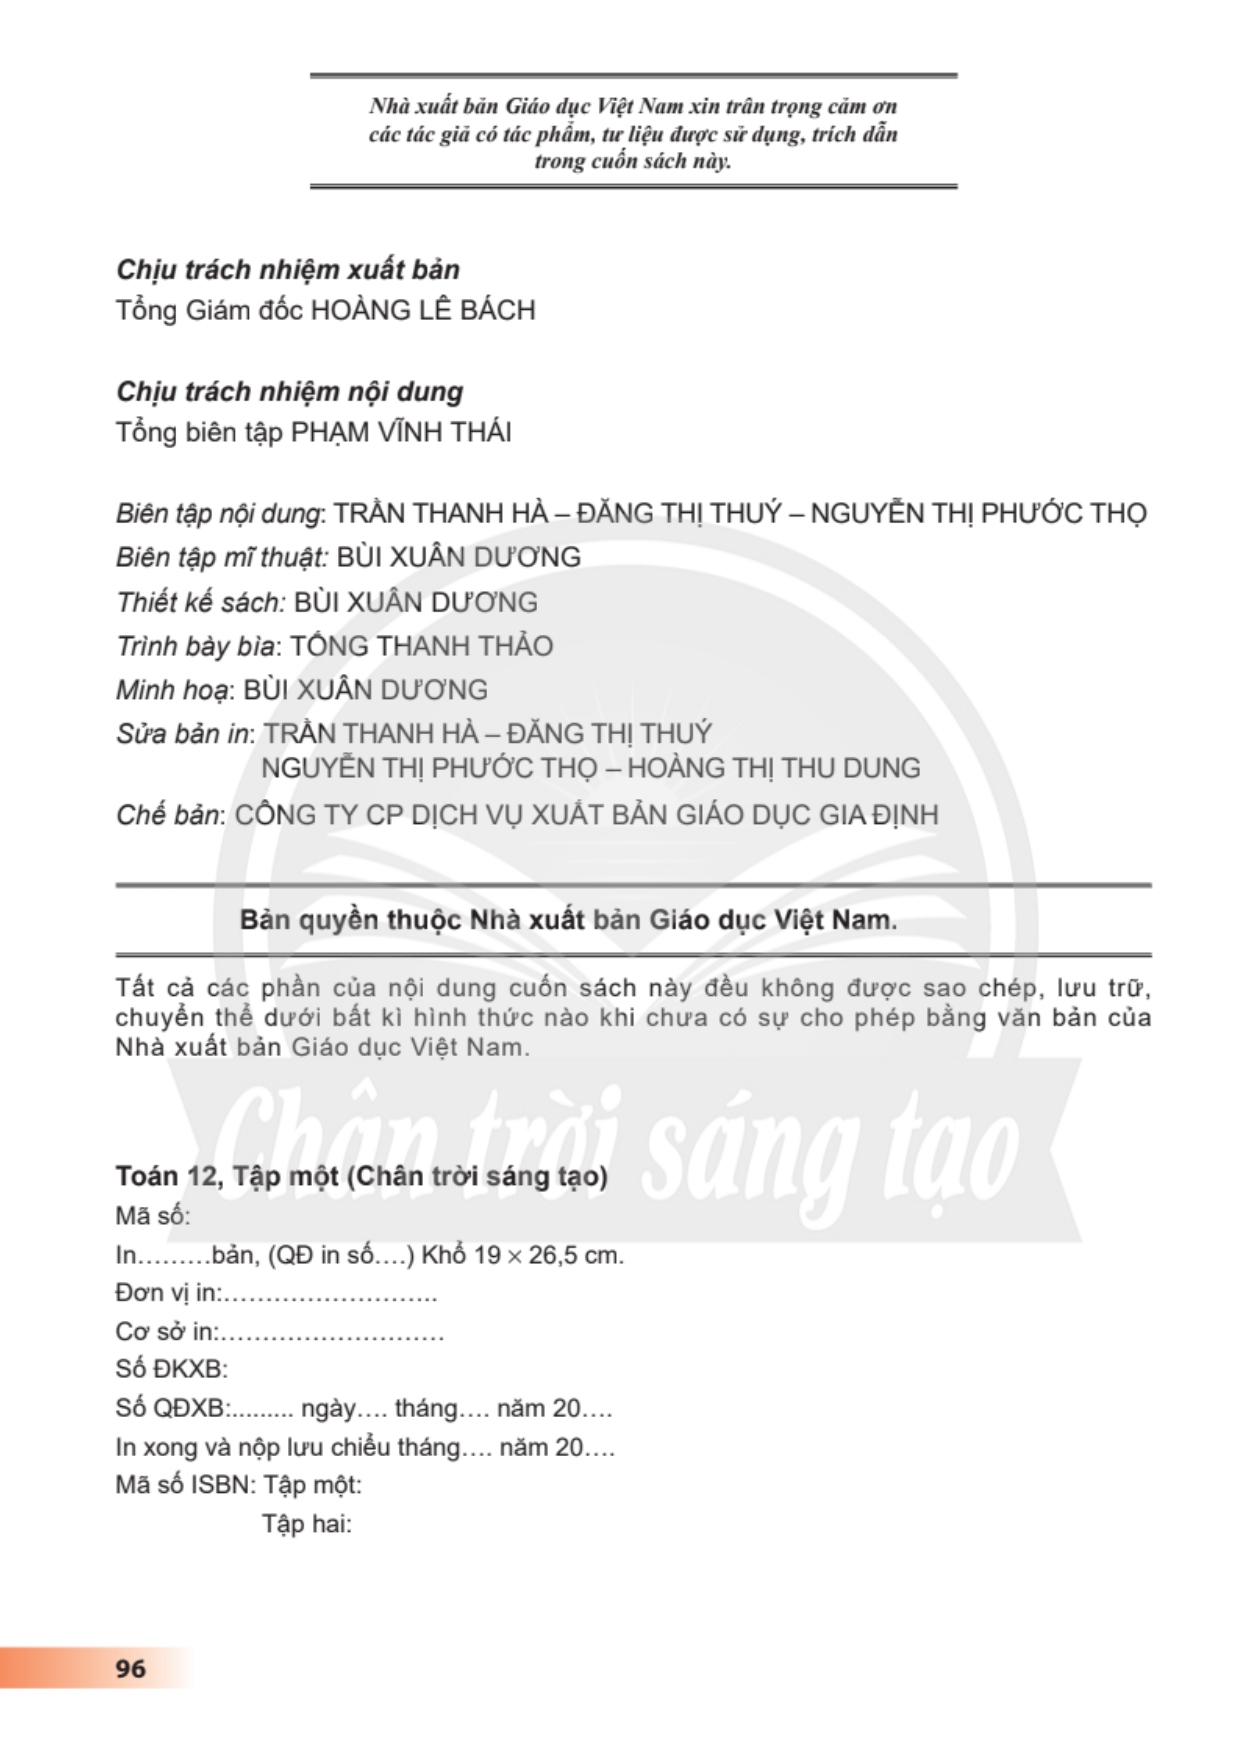 Nhà xuất bản Giáo dục Việt Nam xin trân trọng cảm ơn
các tác giả có tác phẩm, tư liệu được sử dụng, trích dẫn
trong cuốn sách này.
Chịu trách nhiệm xuất bản
Tổng Giám đốc HOÀNG LÊ BÁCH
Chịu trách nhiệm nội dung
Tổng biên tập PHẠM VĨNH THÁI
Biên tập nội dung: TRẦN THANH HÀ – ĐĂNG THỊ THUÝ – NGUYỄN THỊ PHƯỚC THỌ
Biên tập mĩ thuật: BÙI XUÂN DƯƠNG
Thiết kế sách: BÙI XUÂN DƯƠNG
Trình bày bìa: TỐNG THANH THẢO
Minh hoạ: BÙI XUÂN DƯƠNG
Sửa bản in: TRẦN THANH HÀ – ĐĂNG THỊ THUÝ
NGUYỄN THỊ PHƯỚC THỌ – HOÀNG THỊ THU DUNG
Chế bản: CÔNG TY CP DỊCH VỤ XUẤT BẢN GIÁO DỤC GIA ĐỊNH
Bản quyền thuộc Nhà xuất bản Giáo dục Việt Nam.
Tất cả các phần của nội dung cuốn sách này đều không được sao chép, lưu trữ,
chuyển thể dưới bất kì hình thức nào khi chưa có sự cho phép bằng văn bản của
Nhà xuất bản Giáo dục Việt Nam.
Chân trời sáng tạo
Toán 12, Tập một (Chân trời sáng tạo)
Mã số:
In.........bản, (QĐ in số....) Khổ 19 × 26,5 cm.
Đơn vị in:..........................
Cơ sở in:...........................
Số ĐKXB:
Số QĐXB:......... ngày.... tháng.... năm 20....
In xong và nộp lưu chiểu tháng.... năm 20....
Mã số ISBN: Tập một:
Tập hai:
96